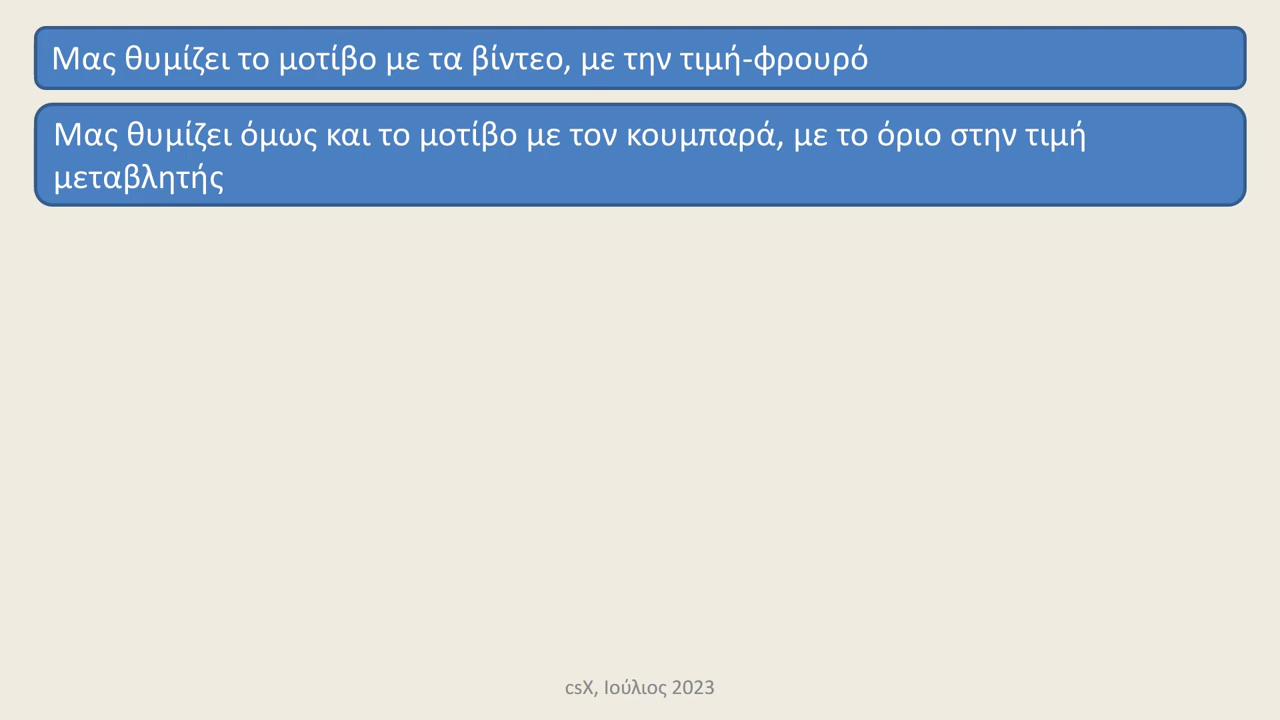 Μας θυμίζει το μοτίβο με τα βίντεο, με την τιμή-φρουρό
Μας θυμίζει όμως και το μοτίβο με τον κουμπαρά, με το όριο στην τιμή
μεταβλητής
csX, Ιούλιος 2023